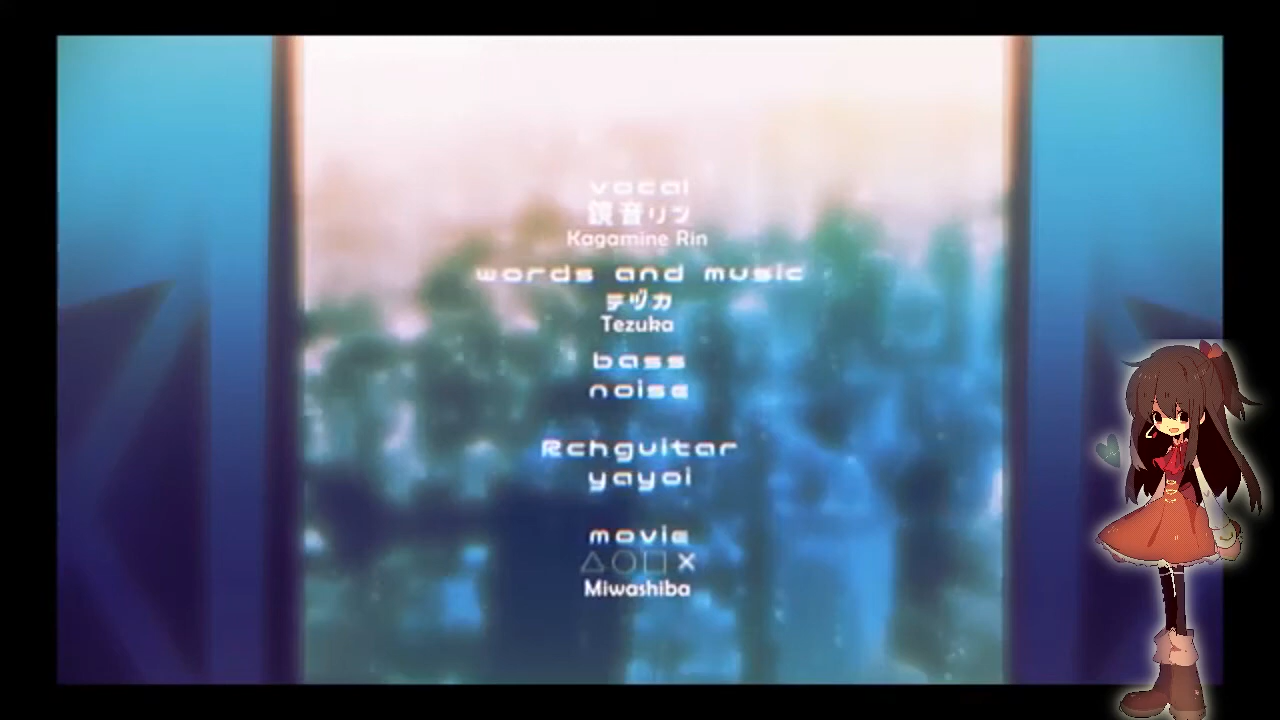 vocal
鏡音リン
Kagamine Rin
words and music
テヅカ
Tezuka
bass
noise
Rchguitar
yayoi
movie
△○□×
Miwashiba